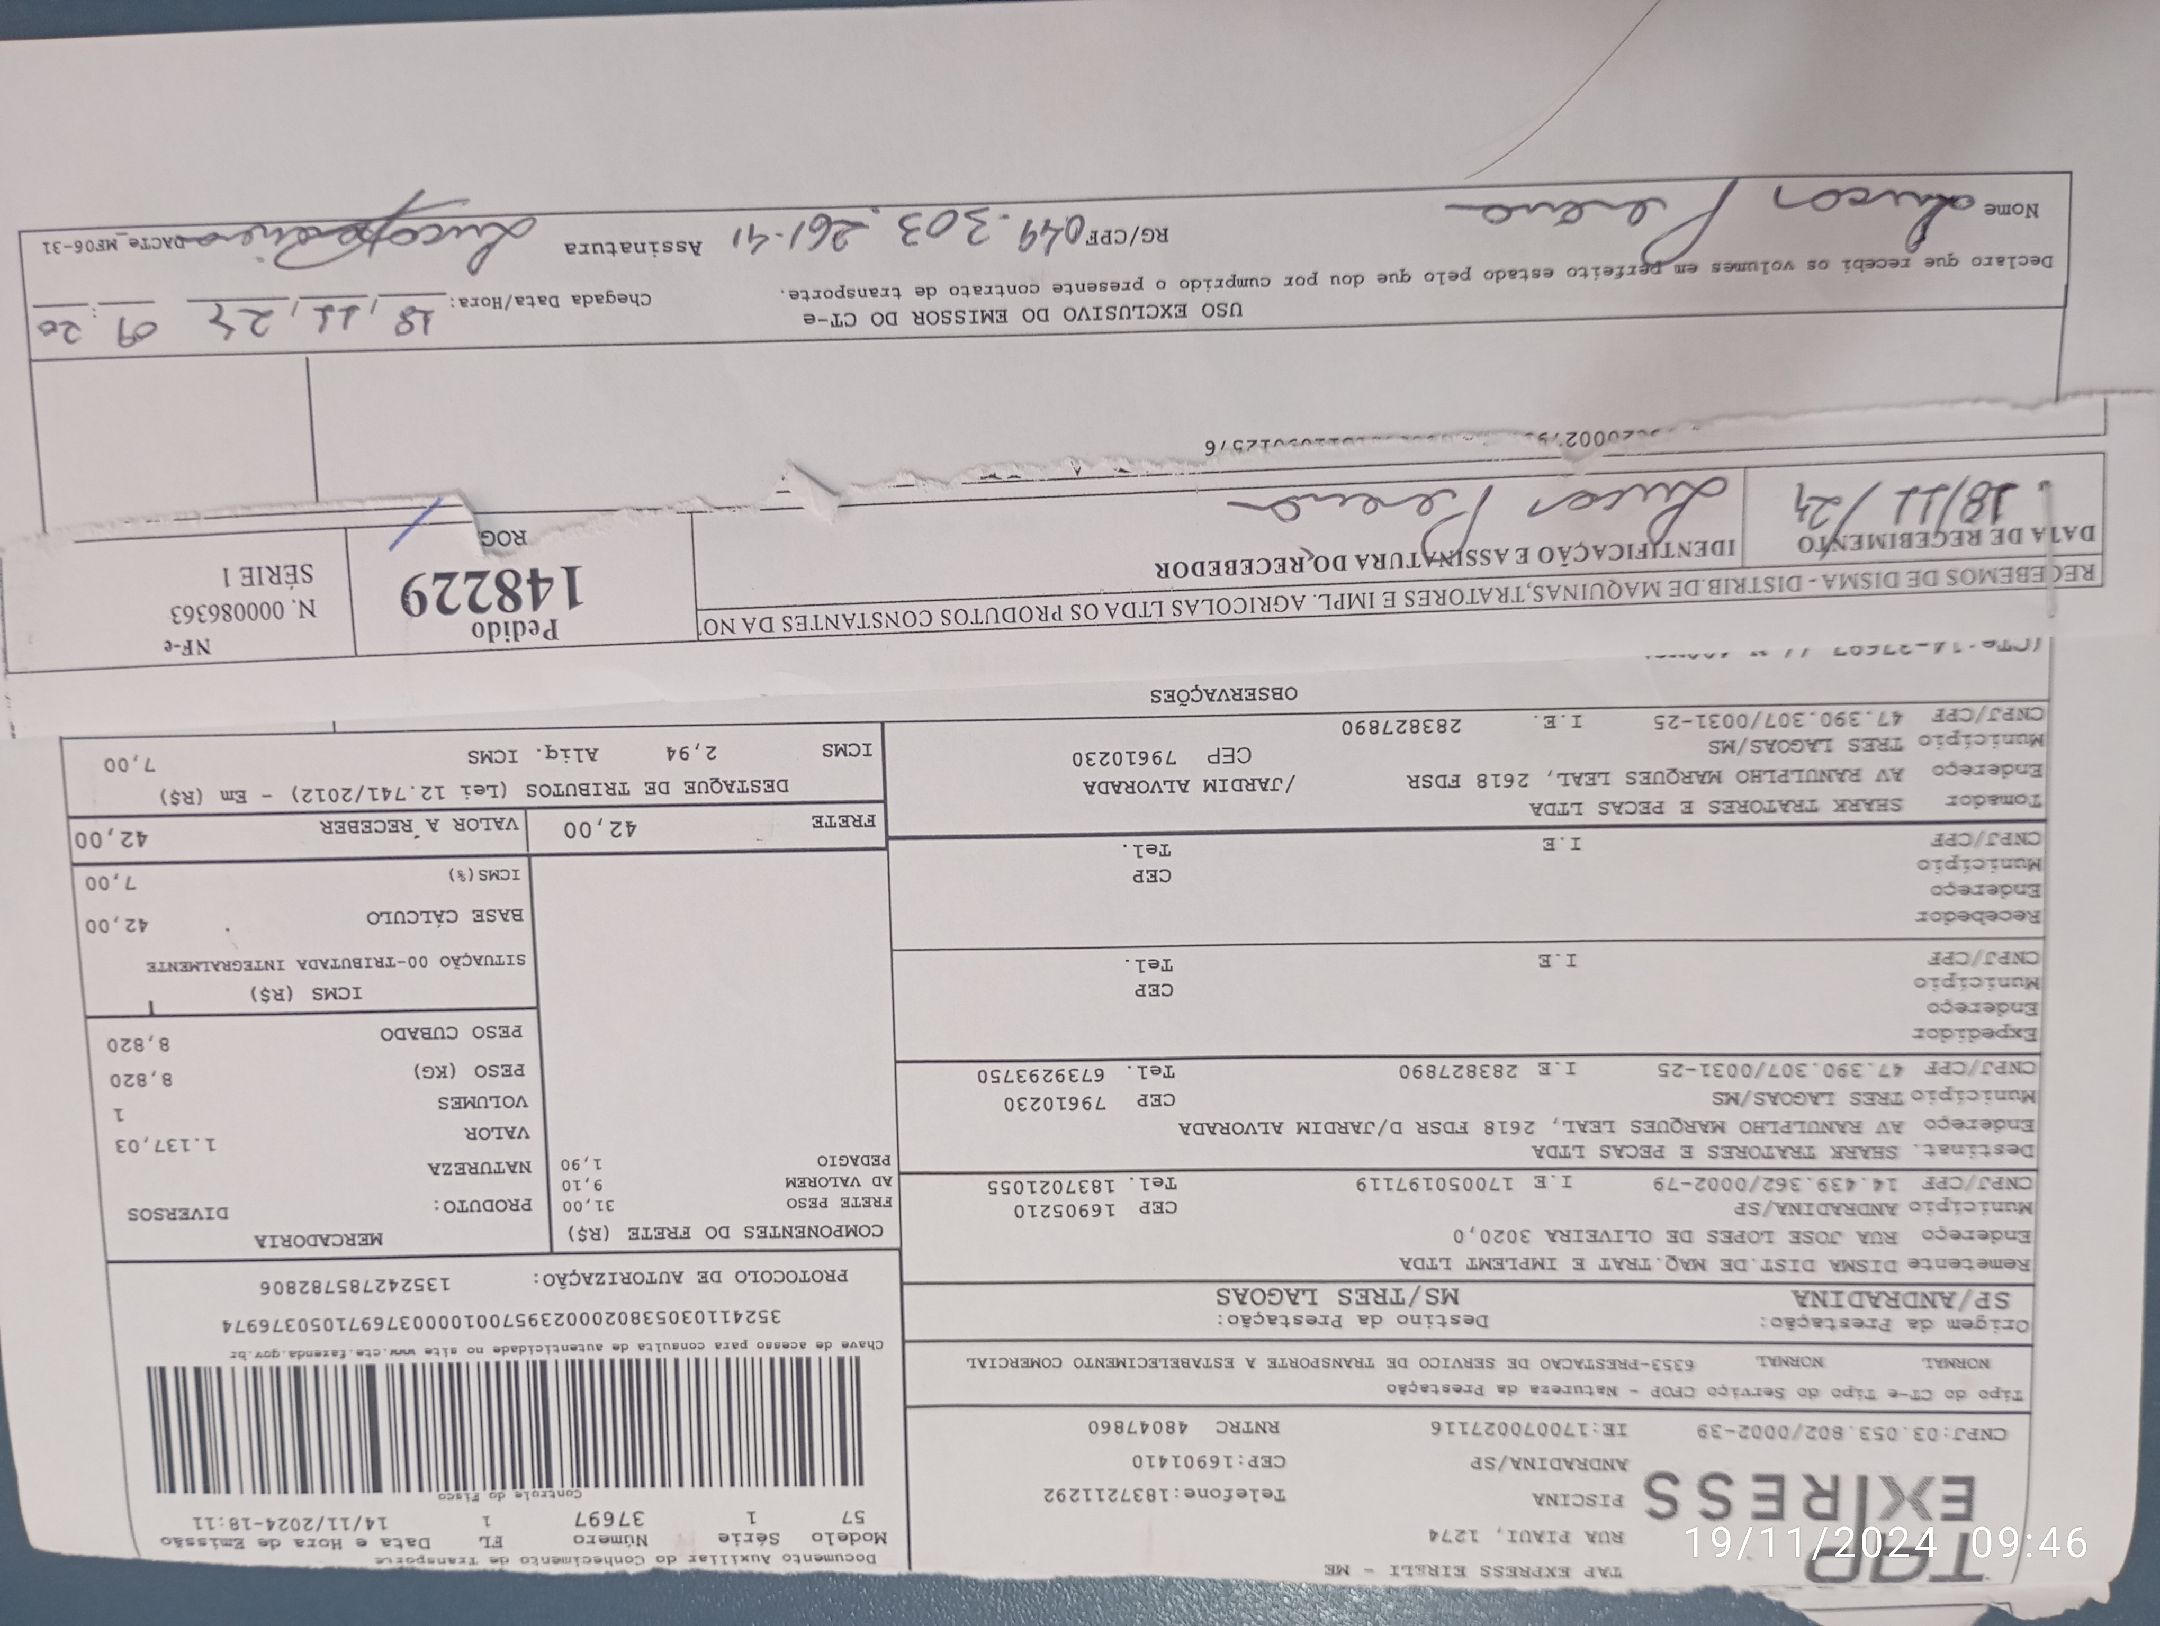 TAP EXPRESS
TAP EXPRESS EIRELI - ME
RUA PIAUI, 1274
PISCINA
ANDRADINA/SP
Telefone:1837211292
CEP:16901410
CNPJ:03.053.802/0002-39 IE:170070027116 RNTRC 48047860
Documento Auxiliar do Conhecimento de Transporte
Modelo Série Número FL Data e Hora de Emissão
57 1 37697 1 14/11/2024-18:11
Controle do Fisco
Chave de acesso para consulta de autenticidade no site www.cte.fazenda.gov.br
35241103053802000239570010000376971050376974
PROTOCOLO DE AUTORIZAÇÃO: 135242785782806
Tipo do CT-e Tipo do Serviço CFOP - Natureza da Prestação
NORMAL NORMAL 6353-PRESTACAO DE SERVICO DE TRANSPORTE A ESTABELECIMENTO COMERCIAL
Origem da Prestação: Destino da Prestação:
SP/ANDRADINA MS/TRES LAGOAS
Remetente DISMA DIST.DE MAQ.TRAT E IMPLEMT LTDA
Endereço RUA JOSE LOPES DE OLIVEIRA 3020,0
Município ANDRADINA/SP CEP 16905210
CNPJ/CPF 14.439.362/0002-79 I.E 170050197119 Tel. 1837021055
Destinat. SHARK TRATORES E PECAS LTDA
Endereço AV RANULPLHO MARQUES LEAL, 2618 FDSR D/JARDIM ALVORADA
Município TRES LAGOAS/MS CEP 79610230
CNPJ/CPF 47.390.307/0031-25 I.E 283827890 Tel. 6739293750
Expedidor
Endereço
Município CEP
CNPJ/CPF I.E Tel.
Recebedor
Endereço
Município CEP
CNPJ/CPF I.E Tel.
Tomador SHARK TRATORES E PECAS LTDA
Endereço AV RANULPLHO MARQUES LEAL, 2618 FDSR /JARDIM ALVORADA
Município TRES LAGOAS/MS CEP 79610230
CNPJ/CPF 47.390.307/0031-25 I.E. 283827890
COMPONENTES DO FRETE (R$)
FRETE PESO 31,00
AD VALOREM 9,10
PEDAGIO 1,90
MERCADORIA
PRODUTO: DIVERSOS
NATUREZA
VALOR 1.137,03
VOLUMES 1
PESO (KG) 8,820
PESO CUBADO 8,820
ICMS (R$)
SITUAÇÃO 00-TRIBUTADA INTEGRALMENTE
BASE CÁLCULO 42,00
ICMS(%) 7,00
FRETE 42,00 VALOR A RECEBER 42,00
DESTAQUE DE TRIBUTOS (Lei 12.741/2012) - Em (R$)
ICMS 2,94 Aliq. ICMS 7,00
OBSERVAÇÕES
RECEBEMOS DE DISMA - DISTRIB.DE MAQUINAS,TRATORES E IMPL. AGRICOLAS LTDA OS PRODUTOS CONSTANTES DA NO
DATA DE RECEBIMENTO IDENTIFICAÇÃO E ASSINATURA DO RECEBEDOR
18/11/24 Lucas Pereira
Pedido
148229
ROG
NF-e
N. 000086363
SÉRIE 1
USO EXCLUSIVO DO EMISSOR DO CT-e
Declaro que recebi os volumes em perfeito estado pelo que dou por cumprido o presente contrato de transporte.
Chegada Data/Hora: 18, 11, 24 09:20
Nome Lucas Pereira RG/CPF 049.303.261-41 Assinatura Lucas Pereira DACTe_MF06-31
19/11/2024 09:46